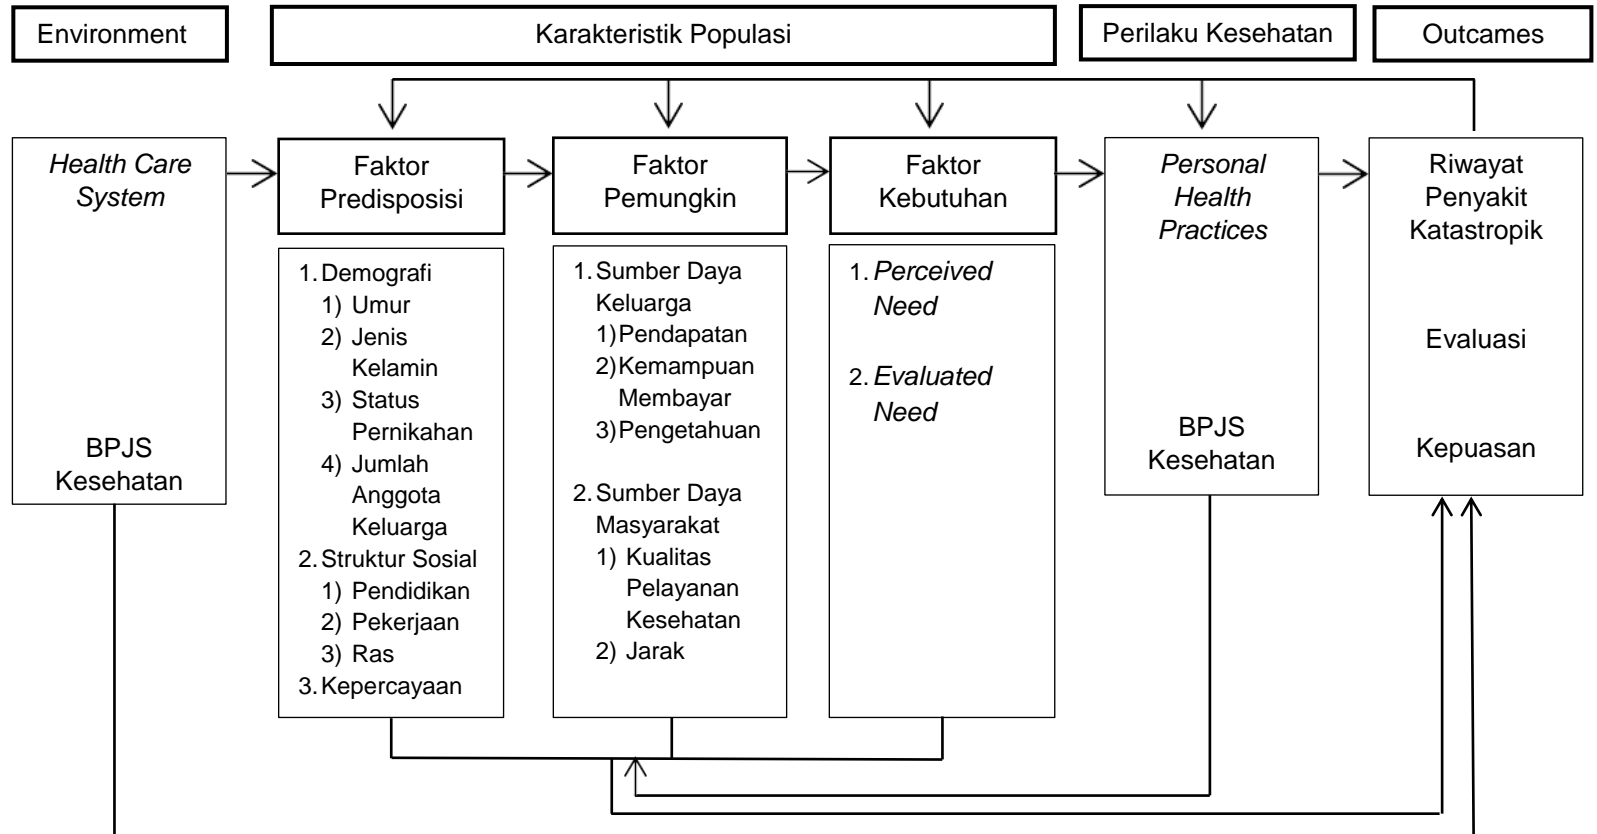 Environment
Karakteristik Populasi
Perilaku Kesehatan
Outcames
Health Care
System
BPJS
Kesehatan
Faktor
Predisposisi
1. Demografi
1) Umur
2) Jenis
Kelamin
3) Status
Pernikahan
4) Jumlah
Anggota
Keluarga
2. Struktur Sosial
1) Pendidikan
2) Pekerjaan
3) Ras
3. Kepercayaan
Faktor
Pemungkin
1. Sumber Daya
Keluarga
1) Pendapatan
2) Kemampuan
Membayar
3) Pengetahuan
2. Sumber Daya
Masyarakat
1) Kualitas
Pelayanan
Kesehatan
2) Jarak
Faktor
Kebutuhan
1. Perceived
Need
2. Evaluated
Need
Personal
Health
Practices
BPJS
Kesehatan
Riwayat
Penyakit
Katastropik
Evaluasi
Kepuasan